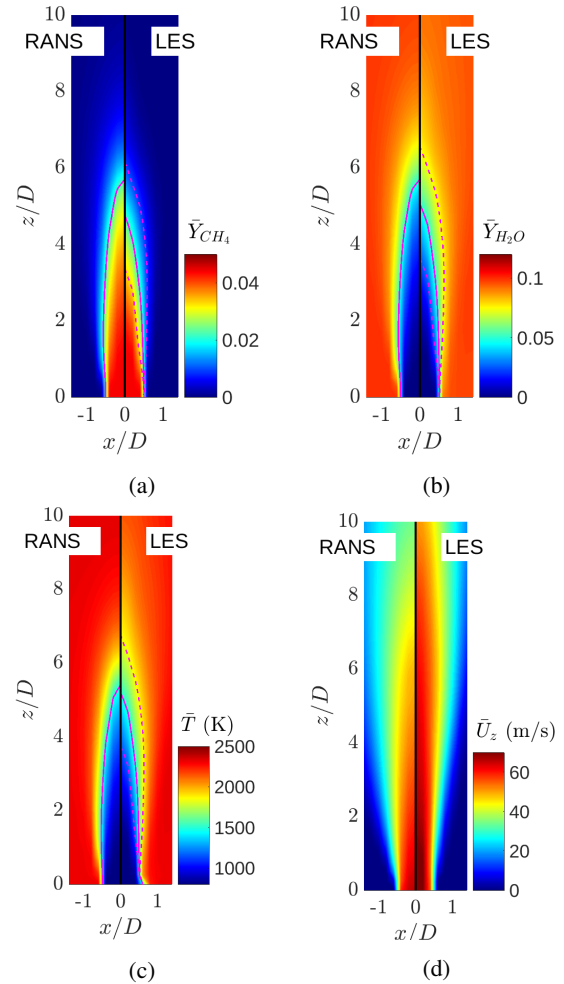 10
RANS
LES
8
6
4
2
0
z/D
-1 0 1
x/D
Ȳ_{CH_4}
0.04
0.02
0
(a)
10
RANS
LES
8
6
4
2
0
z/D
-1 0 1
x/D
Ȳ_{H_2O}
0.1
0.05
0
(b)
10
RANS
LES
8
6
4
2
0
z/D
-1 0 1
x/D
T̄ (K)
2500
2000
1500
1000
(c)
10
RANS
LES
8
6
4
2
0
z/D
-1 0 1
x/D
Ū_z (m/s)
60
40
20
0
(d)